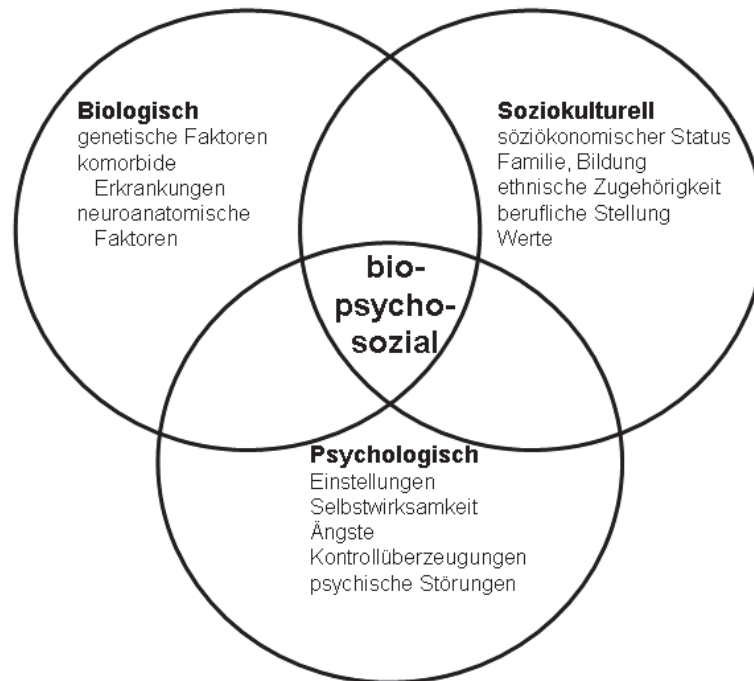 Biologisch
genetische Faktoren
komorbide
Erkrankungen
neuroanatomische
Faktoren
Soziokulturell
söziökonomischer Status
Familie, Bildung
ethnische Zugehörigkeit
berufliche Stellung
Werte
bio-
psycho-
sozial
Psychologisch
Einstellungen
Selbstwirksamkeit
Ängste
Kontrollüberzeugungen
psychische Störungen